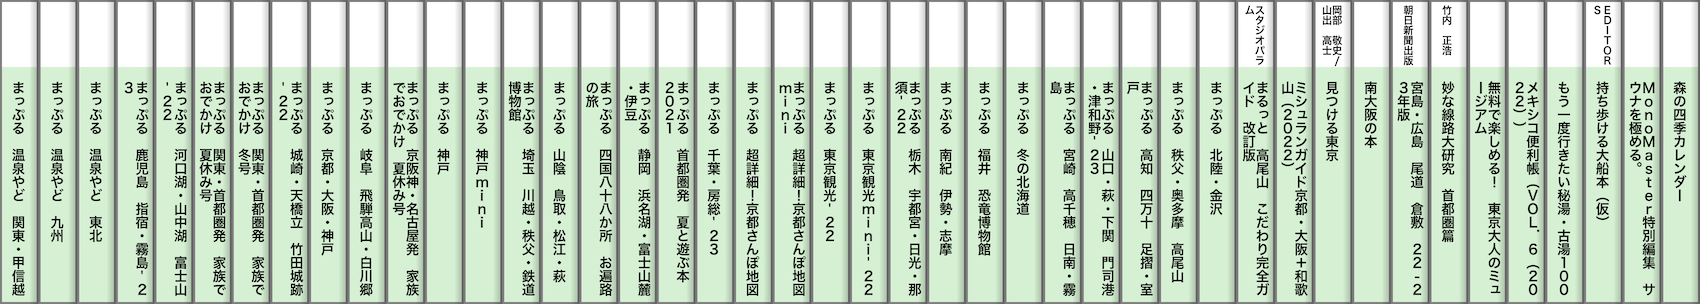 森の四季カレンダー
MonoMaster特別編集 サ
ウナを極める。
EDITOR
S
持ち歩ける大船本（仮）
もう一度行きたい秘湯・古湯100
メキシコ便利帳（VOL．6（20
22））
無料で楽しめる！ 東京大人のミュ
ージアム
竹内 正浩
妙な線路大研究 首都圏篇
朝日新聞出版
宮島・広島 尾道 倉敷 22-2
3年版
南大阪の本
岡部 敬史/
山出 高士
見つける東京
ミシュランガイド京都・大阪＋和歌
山（2022）
スタジオパラ
ム
まるっと 高尾山 こだわり完全ガ
イド 改訂版
まっぷる 北陸・金沢
まっぷる 秩父・奥多摩 高尾山
まっぷる 高知 四万十 足摺・室
戸
まっぷる 山口・萩・下関 門司港
・津和野'23
まっぷる 宮崎 高千穂 日南・霧
島
まっぷる 冬の北海道
まっぷる 福井 恐竜博物館
まっぷる 南紀 伊勢・志摩
まっぷる 栃木 宇都宮・日光・那
須'22
まっぷる 東京観光mini'22
まっぷる 東京観光'22
まっぷる 超詳細！京都さんぽ地図
mini
まっぷる 超詳細！京都さんぽ地図
まっぷる 千葉・房総'23
まっぷる 首都圏発 夏と遊ぶ本
2021
まっぷる 静岡 浜名湖・富士山麓
・伊豆
まっぷる 四国八十八か所 お遍路
の旅
まっぷる 山陰 鳥取・松江・萩
まっぷる 埼玉 川越・秩父・鉄道
博物館
まっぷる 神戸mini
まっぷる 神戸
まっぷる 京阪神・名古屋発 家族
でおでかけ 夏休み号
まっぷる 岐阜 飛騨高山・白川郷
まっぷる 京都・大阪・神戸
まっぷる 城崎・天橋立 竹田城跡
'22
まっぷる 関東・首都圏発 家族で
おでかけ 冬号
まっぷる 関東・首都圏発 家族で
おでかけ 夏休み号
まっぷる 河口湖・山中湖 富士山
'22
まっぷる 鹿児島 指宿・霧島'2
3
まっぷる 温泉やど 東北
まっぷる 温泉やど 九州
まっぷる 温泉やど 関東・甲信越